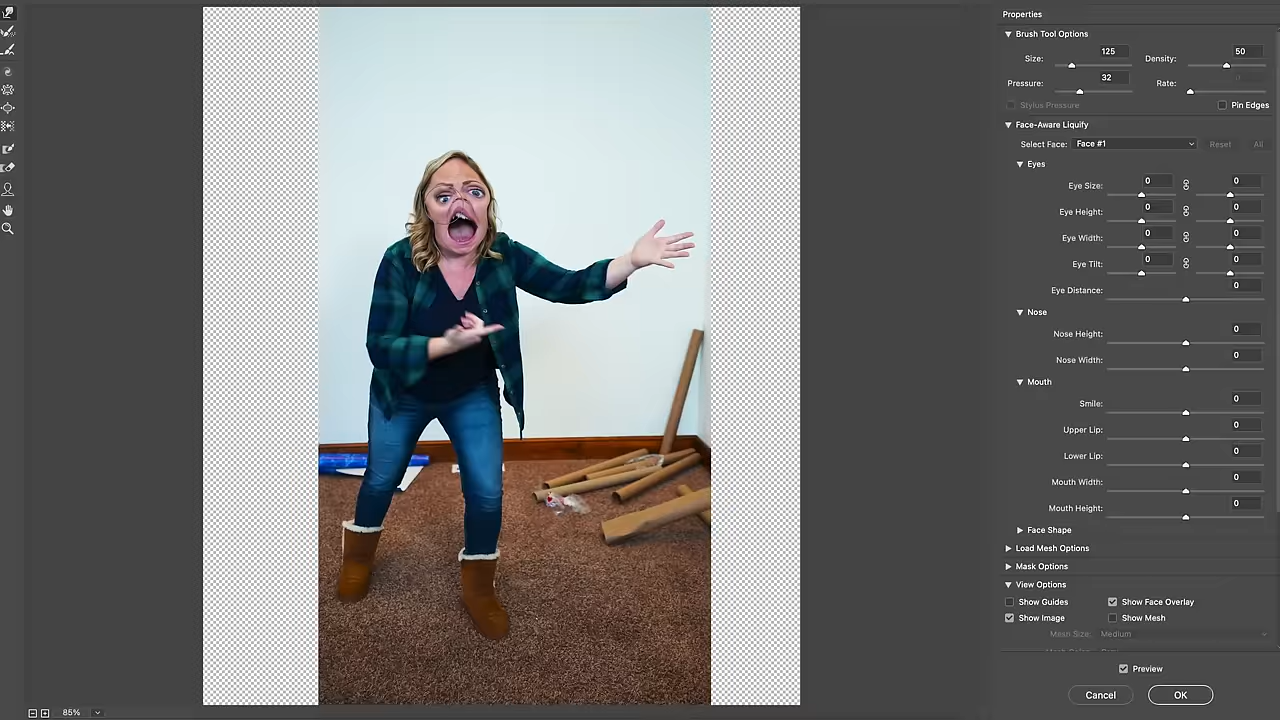 Properties
Brush Tool Options
Size: 125 Density: 50
Pressure: 32 Rate: 0
Stylus Pressure Pin Edges
Face-Aware Liquify
Select Face: Face #1 Reset All
Eyes
Eye Size: 0 0
Eye Height: 0 0
Eye Width: 0 0
Eye Tilt: 0 0
Eye Distance: 0
Nose
Nose Height: 0
Nose Width: 0
Mouth
Smile: 0
Upper Lip: 0
Lower Lip: 0
Mouth Width: 0
Mouth Height: 0
Face Shape
Load Mesh Options
Mask Options
View Options
Show Guides Show Face Overlay
Show Image Show Mesh
Mesh Size: Medium
Preview
Cancel OK
85%